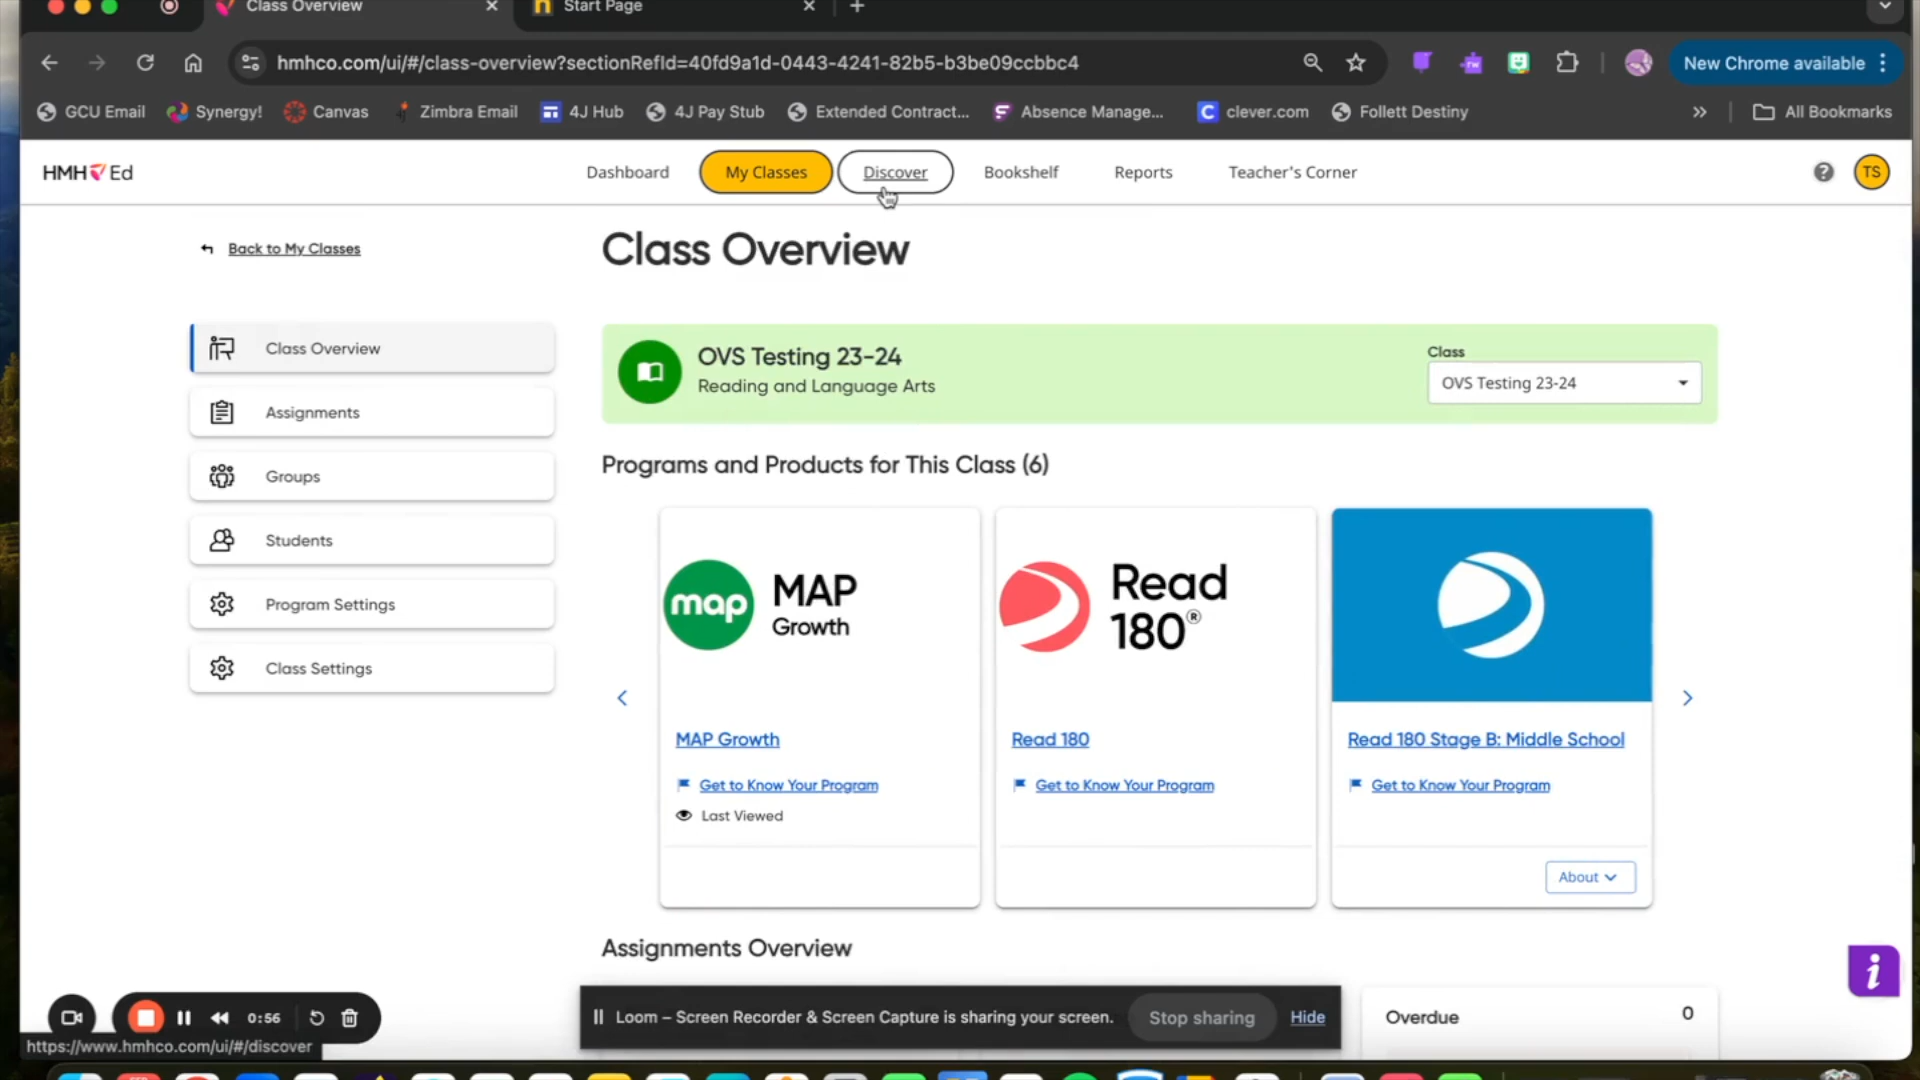 Class Overview
Start Page
hmhco.com/ui/#/class-overview?sectionRefId=40fd9a1d-0443-4241-82b5-b3be09ccbbc4
New Chrome available
GCU Email
Synergy!
Canvas
Zimbra Email
4J Hub
4J Pay Stub
Extended Contract...
Absence Manage...
clever.com
Follett Destiny
All Bookmarks
HMH Ed
Dashboard
My Classes
Discover
Bookshelf
Reports
Teacher's Corner
TS
Back to My Classes
Class Overview
Class Overview
Assignments
Groups
Students
Program Settings
Class Settings
OVS Testing 23-24
Reading and Language Arts
Class
OVS Testing 23-24
Programs and Products for This Class (6)
map
MAP
Growth
Read
180®
MAP Growth
Get to Know Your Program
Last Viewed
Read 180
Get to Know Your Program
Read 180 Stage B: Middle School
Get to Know Your Program
About
Assignments Overview
Overdue
0
0:56
Loom – Screen Recorder & Screen Capture is sharing your screen.
Stop sharing
Hide
https://www.hmhco.com/ui/#/discover